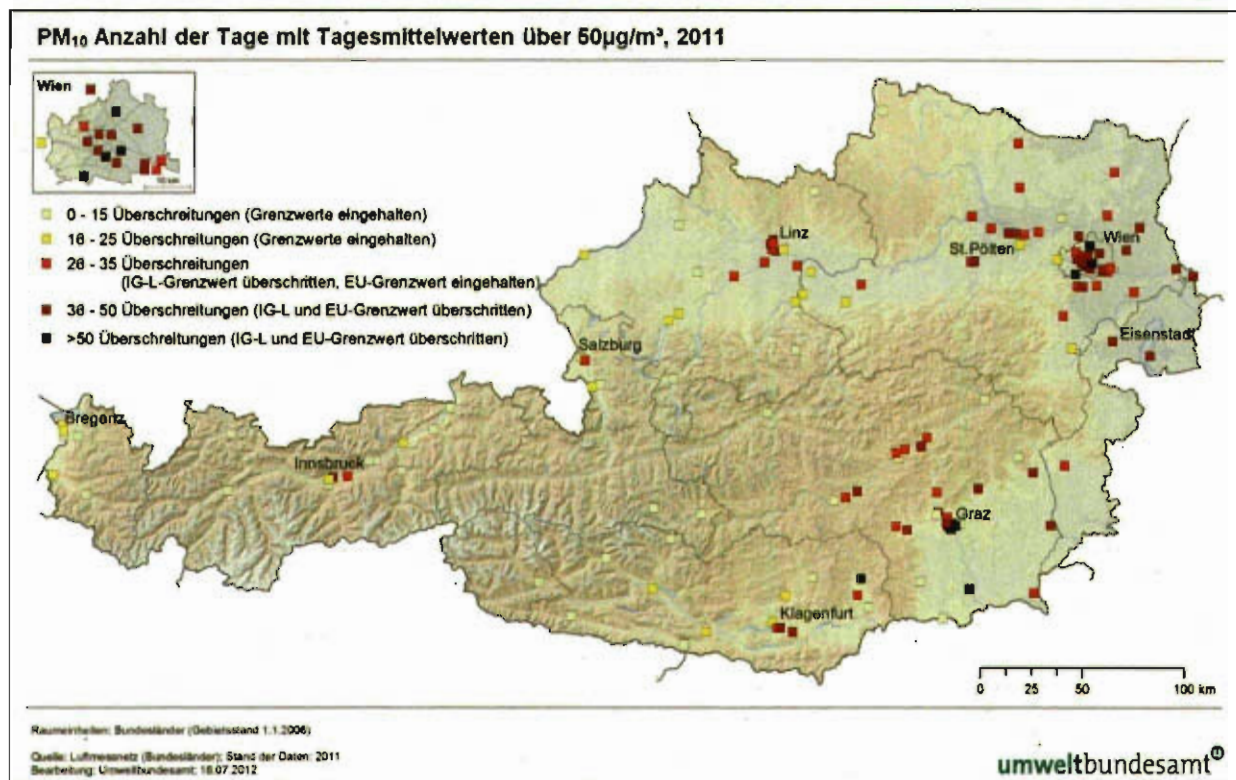 PM₁₀ Anzahl der Tage mit Tagesmittelwerten über 50µg/m³, 2011
Wien
10 km
0 - 15 Überschreitungen (Grenzwerte eingehalten)
16 - 25 Überschreitungen (Grenzwerte eingehalten)
26 - 35 Überschreitungen
(IG-L-Grenzwert überschritten, EU-Grenzwert eingehalten)
36 - 50 Überschreitungen (IG-L und EU-Grenzwert überschritten)
>50 Überschreitungen (IG-L und EU-Grenzwert überschritten)
Linz
St.Pölten
Wien
Eisenstadt
Salzburg
Bregenz
Innsbruck
Graz
Klagenfurt
0 25 50 100 km
Raumeinheiten: Bundesländer (Gebietsstand 1.1.2006)
Quelle: Luftmessnetz (Bundesländer); Stand der Daten: 2011
Bearbeitung: Umweltbundesamt; 16.07.2012
umweltbundesamt